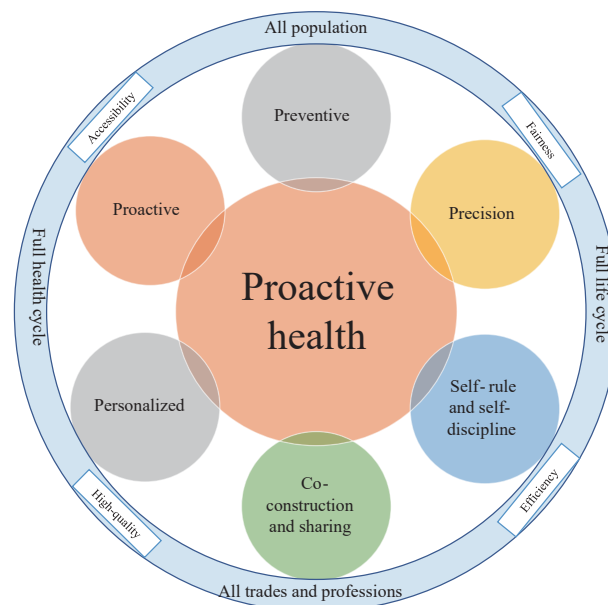 All population
Accessibility
Fairness
Preventive
Proactive
Precision
Full health cycle
Full life cycle
Proactive
health
Personalized
Self-rule
and self-
discipline
Co-
construction
and sharing
High-quality
Efficiency
All trades and professions